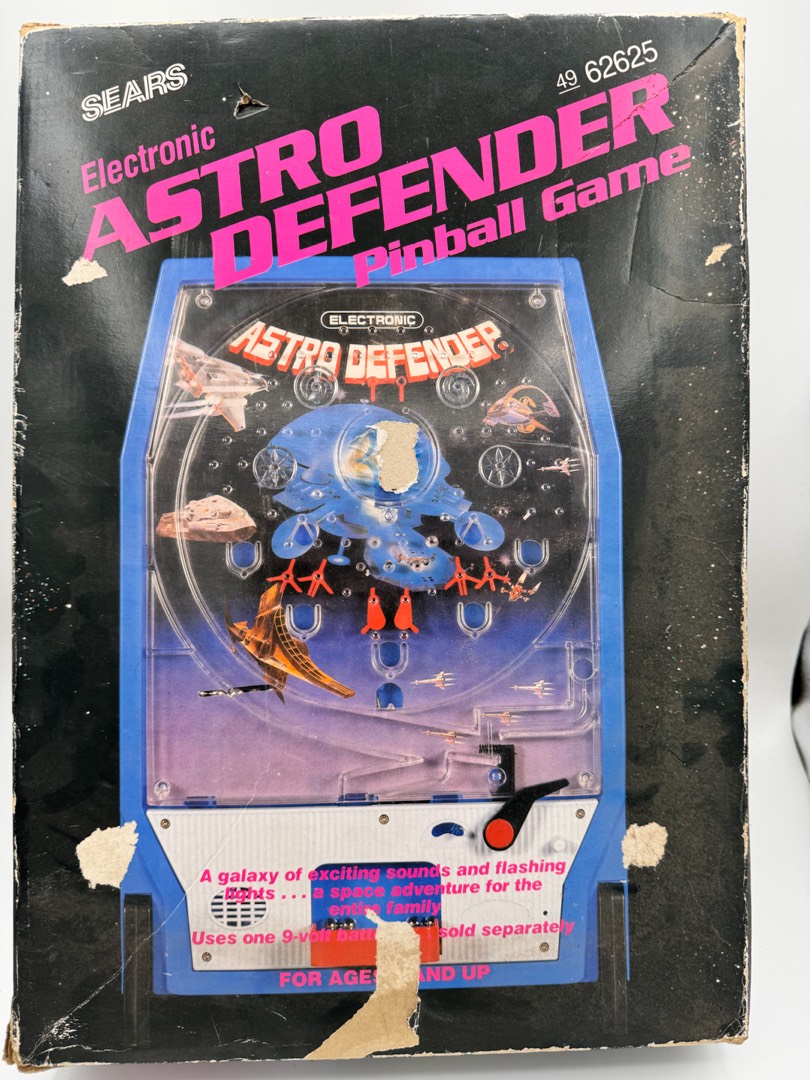 SEARS
49 62625
Electronic
ASTRO
DEFENDER
Pinball Game
ELECTRONIC
ASTRO DEFENDER
A galaxy of exciting sounds and flashing
lights . . . a space adventure for the
entire family
Uses one 9-volt sold separately
FOR AGES AND UP